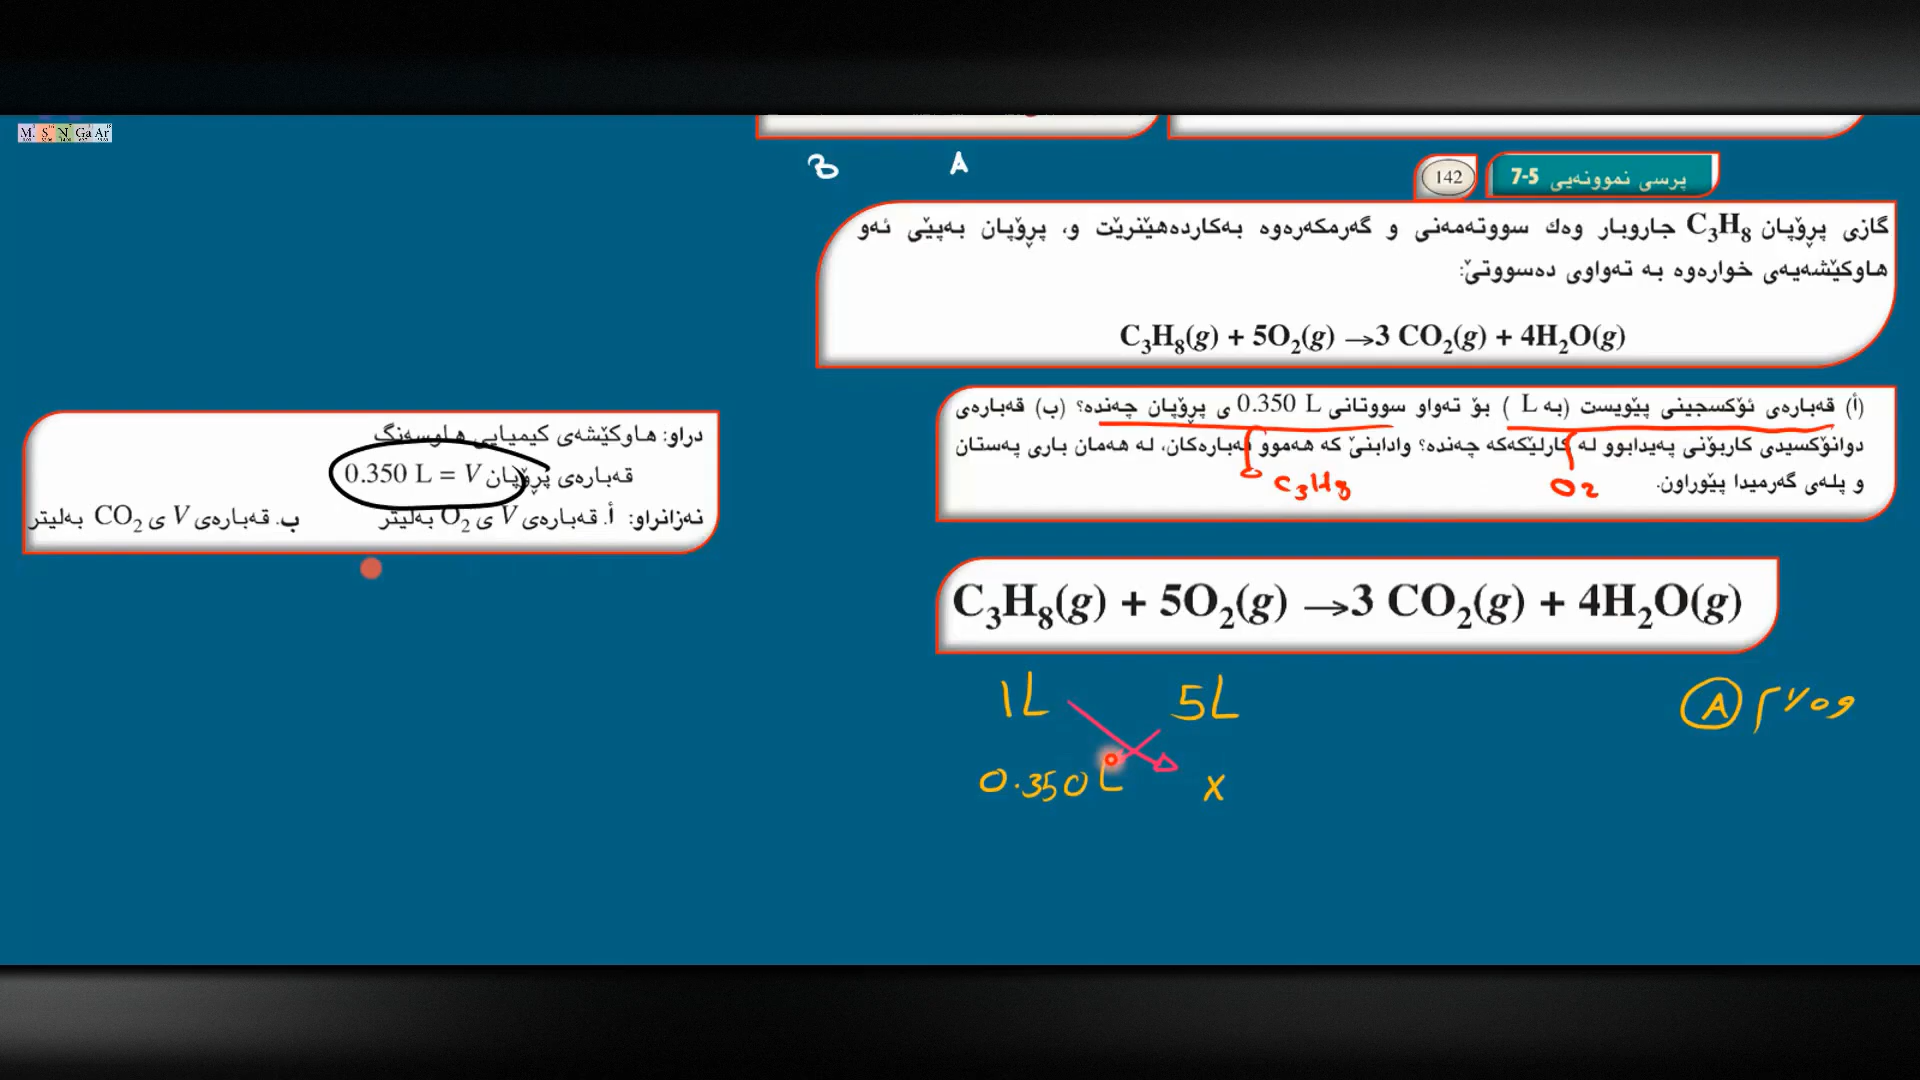 Mn S N Ga Ar
B A
پرسی نموونەیی 5-7
142
گازی پرۆپان C₃H₈ جاروبار وەك سووتەمەنی و گەرمکەرەوە بەکاردەهێنرێت و، پرۆپان بەپێی ئەو
هاوکێشەیەی خوارەوە بە تەواوی دەسووتێ:
C₃H₈(g) + 5O₂(g) → 3 CO₂(g) + 4H₂O(g)
(أ) قەبارەی ئۆکسجینی پێویست (بە L ) بۆ تەواو سووتانی 0.350 L ی پرۆپان چەندە؟ (ب) قەبارەی
دوانۆکسیدی کاربۆنی پەیدابوو لە کارلێکەکە چەندە؟ وادابنێ کە هەموو قەبارەکان، لە هەمان باری پەستان
و پلەی گەرمیدا پێوراون.
C₃H₈
O₂
دراو: هاوکێشەی کیمیایی هاوسەنگ
قەبارەی پرۆپان 0.350 L = V
نەزانراو: أ. قەبارەی V ی O₂ بەلیتر ب. قەبارەی V ی CO₂ بەلیتر
C₃H₈(g) + 5O₂(g) → 3 CO₂(g) + 4H₂O(g)
1L 5L
A
0.350L x